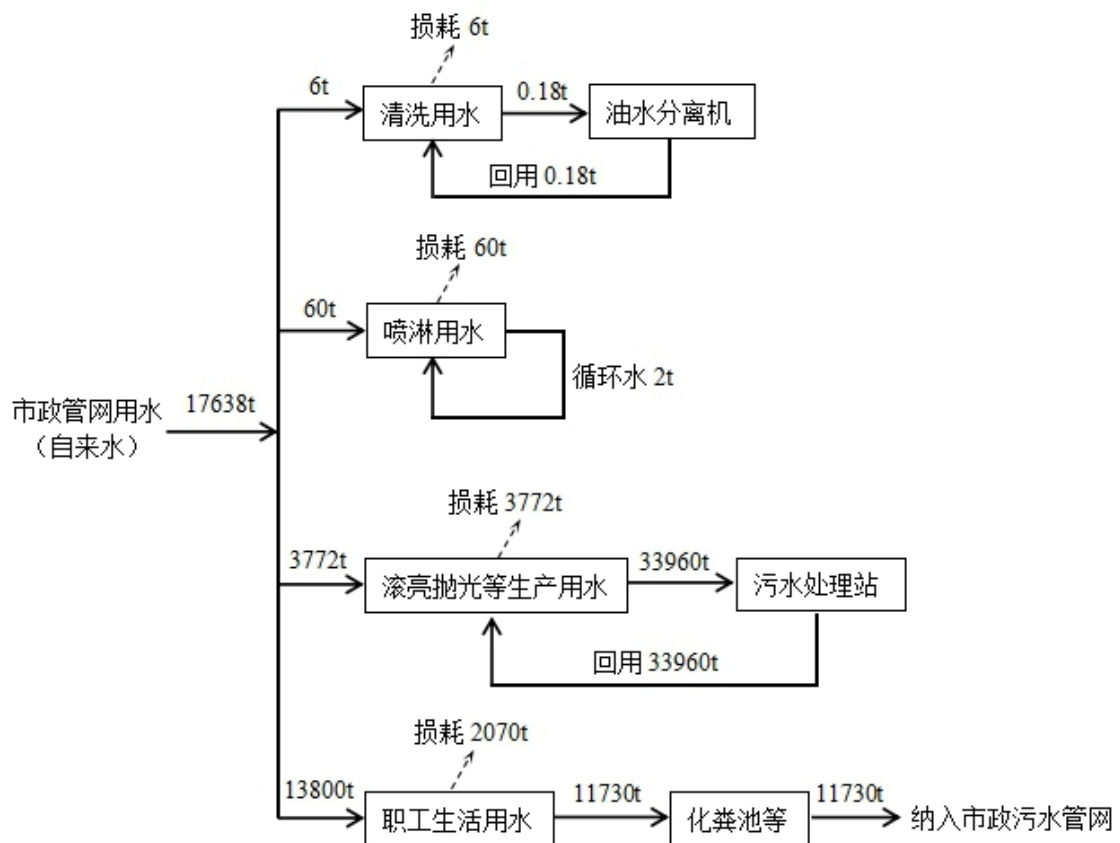 损耗 6t
6t
清洗用水
0.18t
油水分离机
回用 0.18t
损耗 60t
60t
喷淋用水
循环水 2t
市政管网用水
（自来水）
17638t
损耗 3772t
3772t
滚亮抛光等生产用水
33960t
污水处理站
回用 33960t
损耗 2070t
13800t
职工生活用水
11730t
化粪池等
11730t
纳入市政污水管网